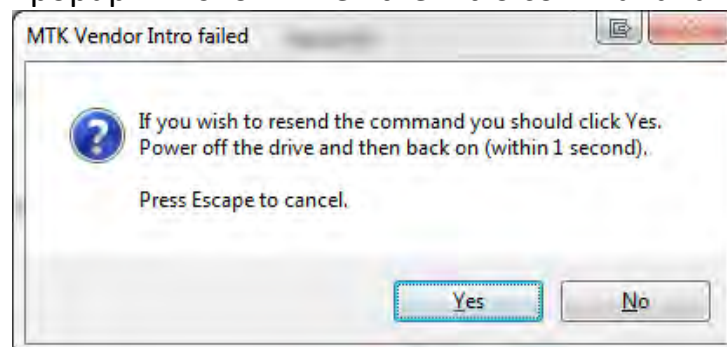 MTK Vendor Intro failed
If you wish to resend the command you should click Yes.
Power off the drive and then back on (within 1 second).
Press Escape to cancel.
Yes
No